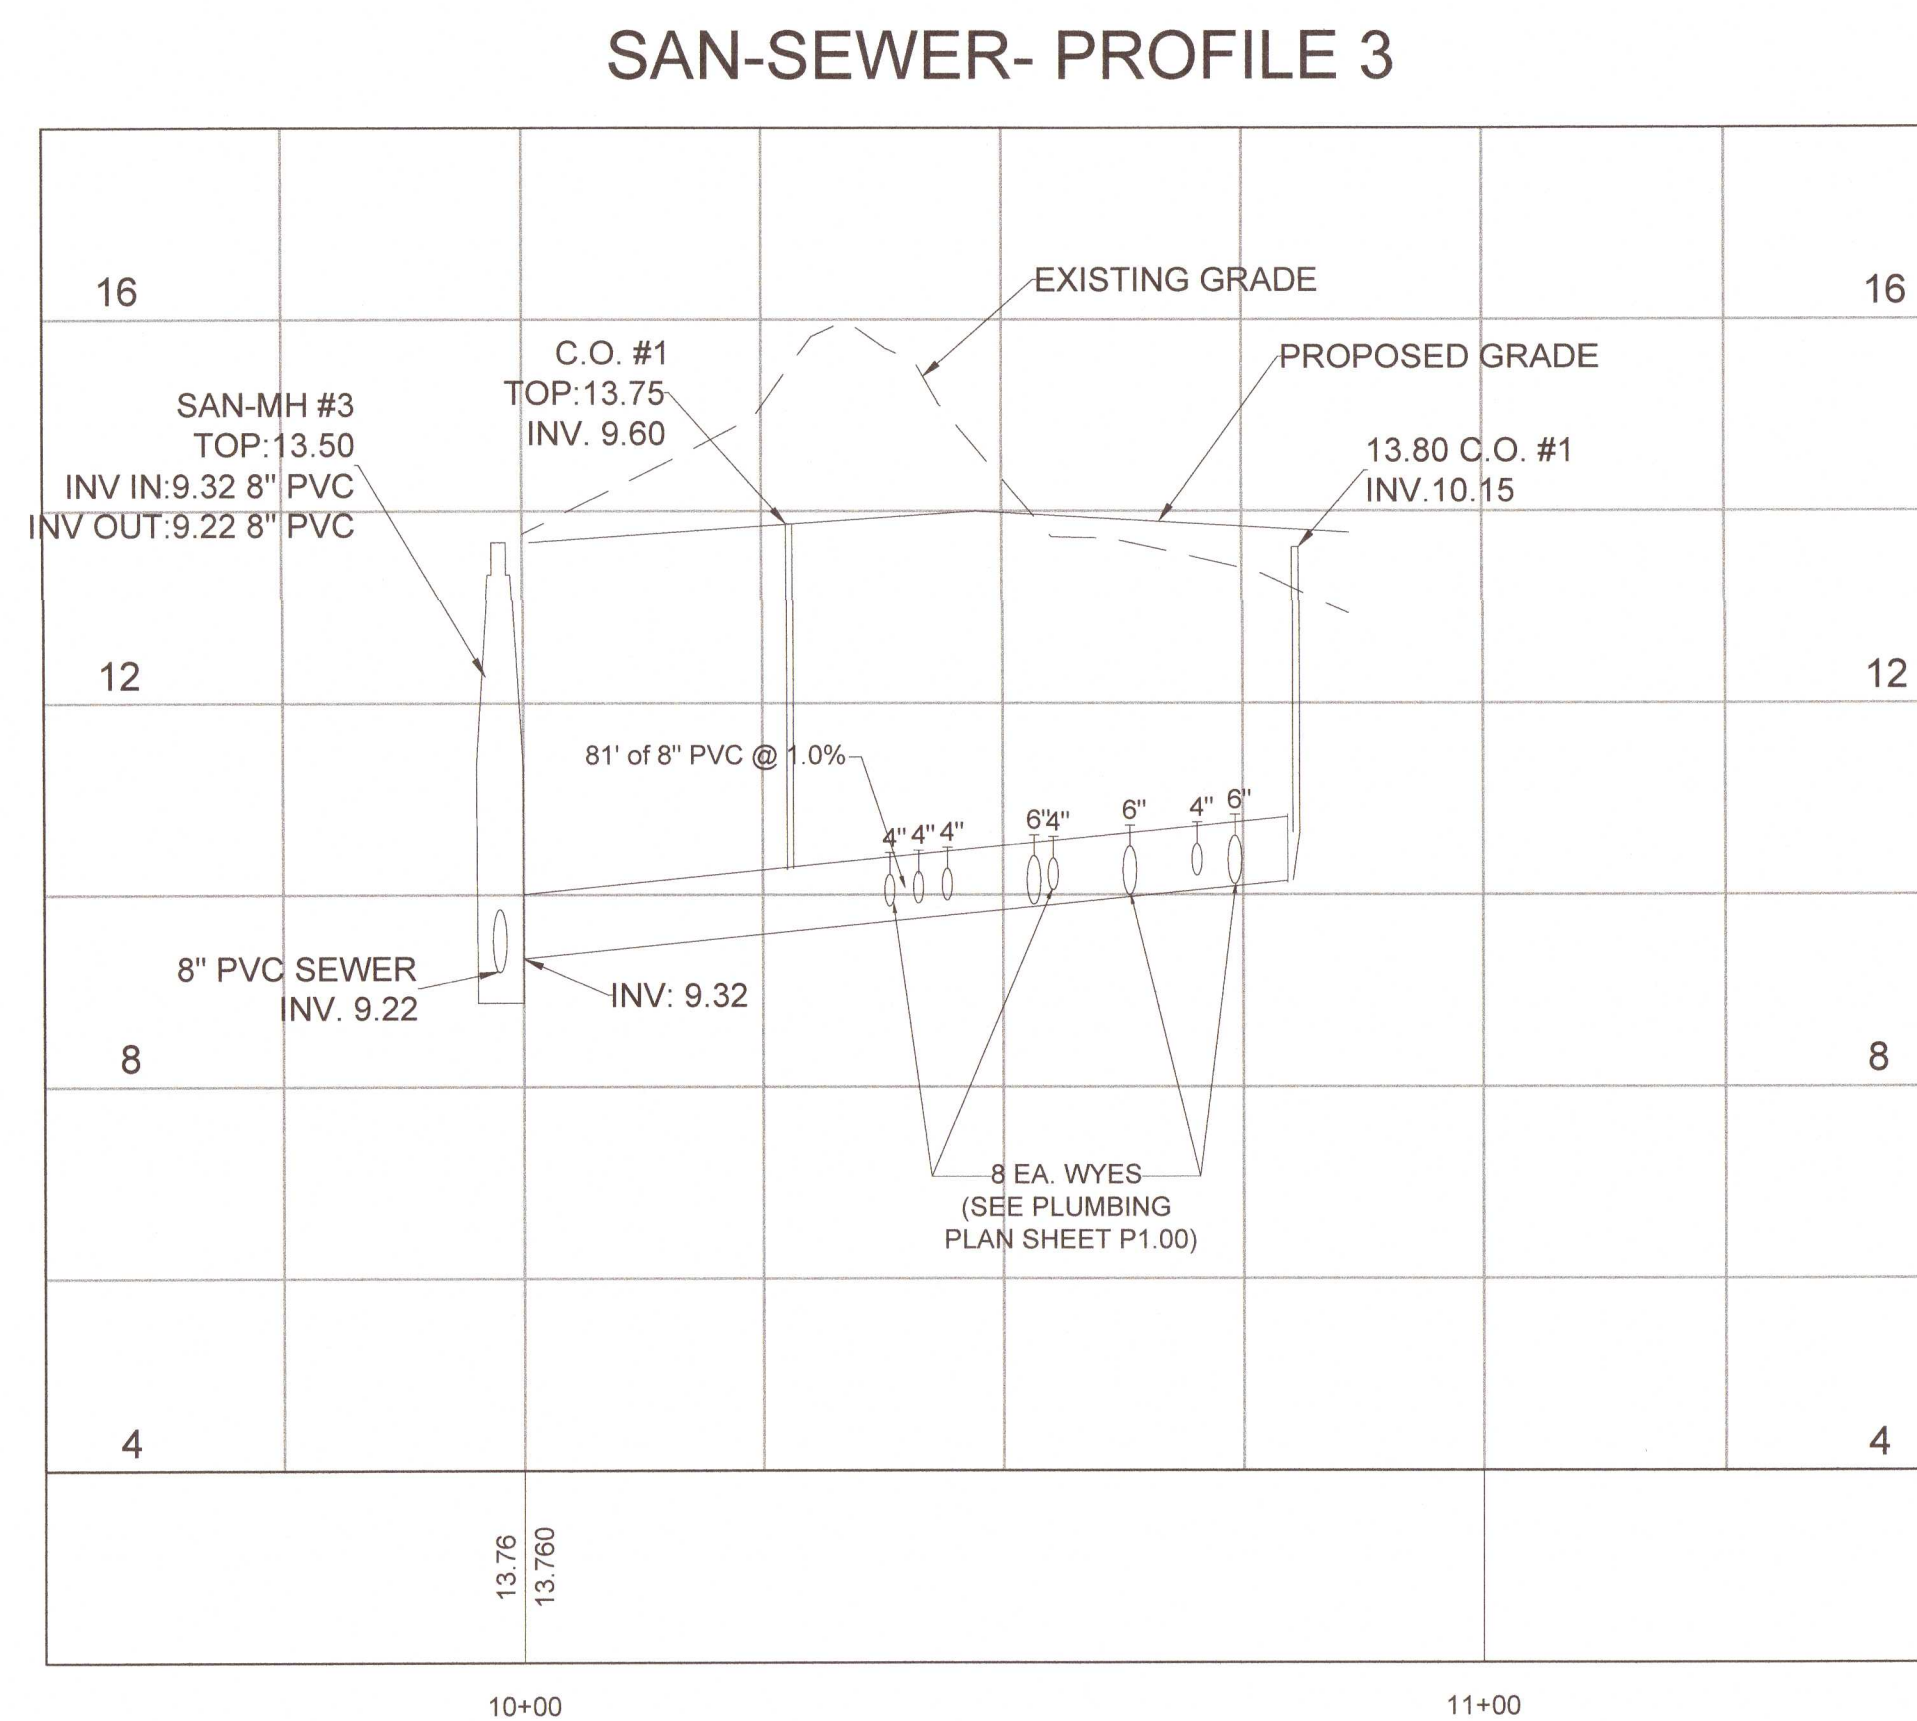 SAN-SEWER- PROFILE 3
16
16
EXISTING GRADE
PROPOSED GRADE
C.O. #1
TOP:13.75
INV. 9.60
SAN-MH #3
TOP:13.50
INV IN:9.32 8" PVC
INV OUT:9.22 8" PVC
13.80 C.O. #1
INV.10.15
12
12
81' of 8" PVC @ 1.0%
4"
4"
4"
6"
4"
6"
4"
6"
8" PVC SEWER
INV. 9.22
INV: 9.32
8
8
8 EA. WYES
(SEE PLUMBING
PLAN SHEET P1.00)
4
4
13.76
13.760
10+00
11+00